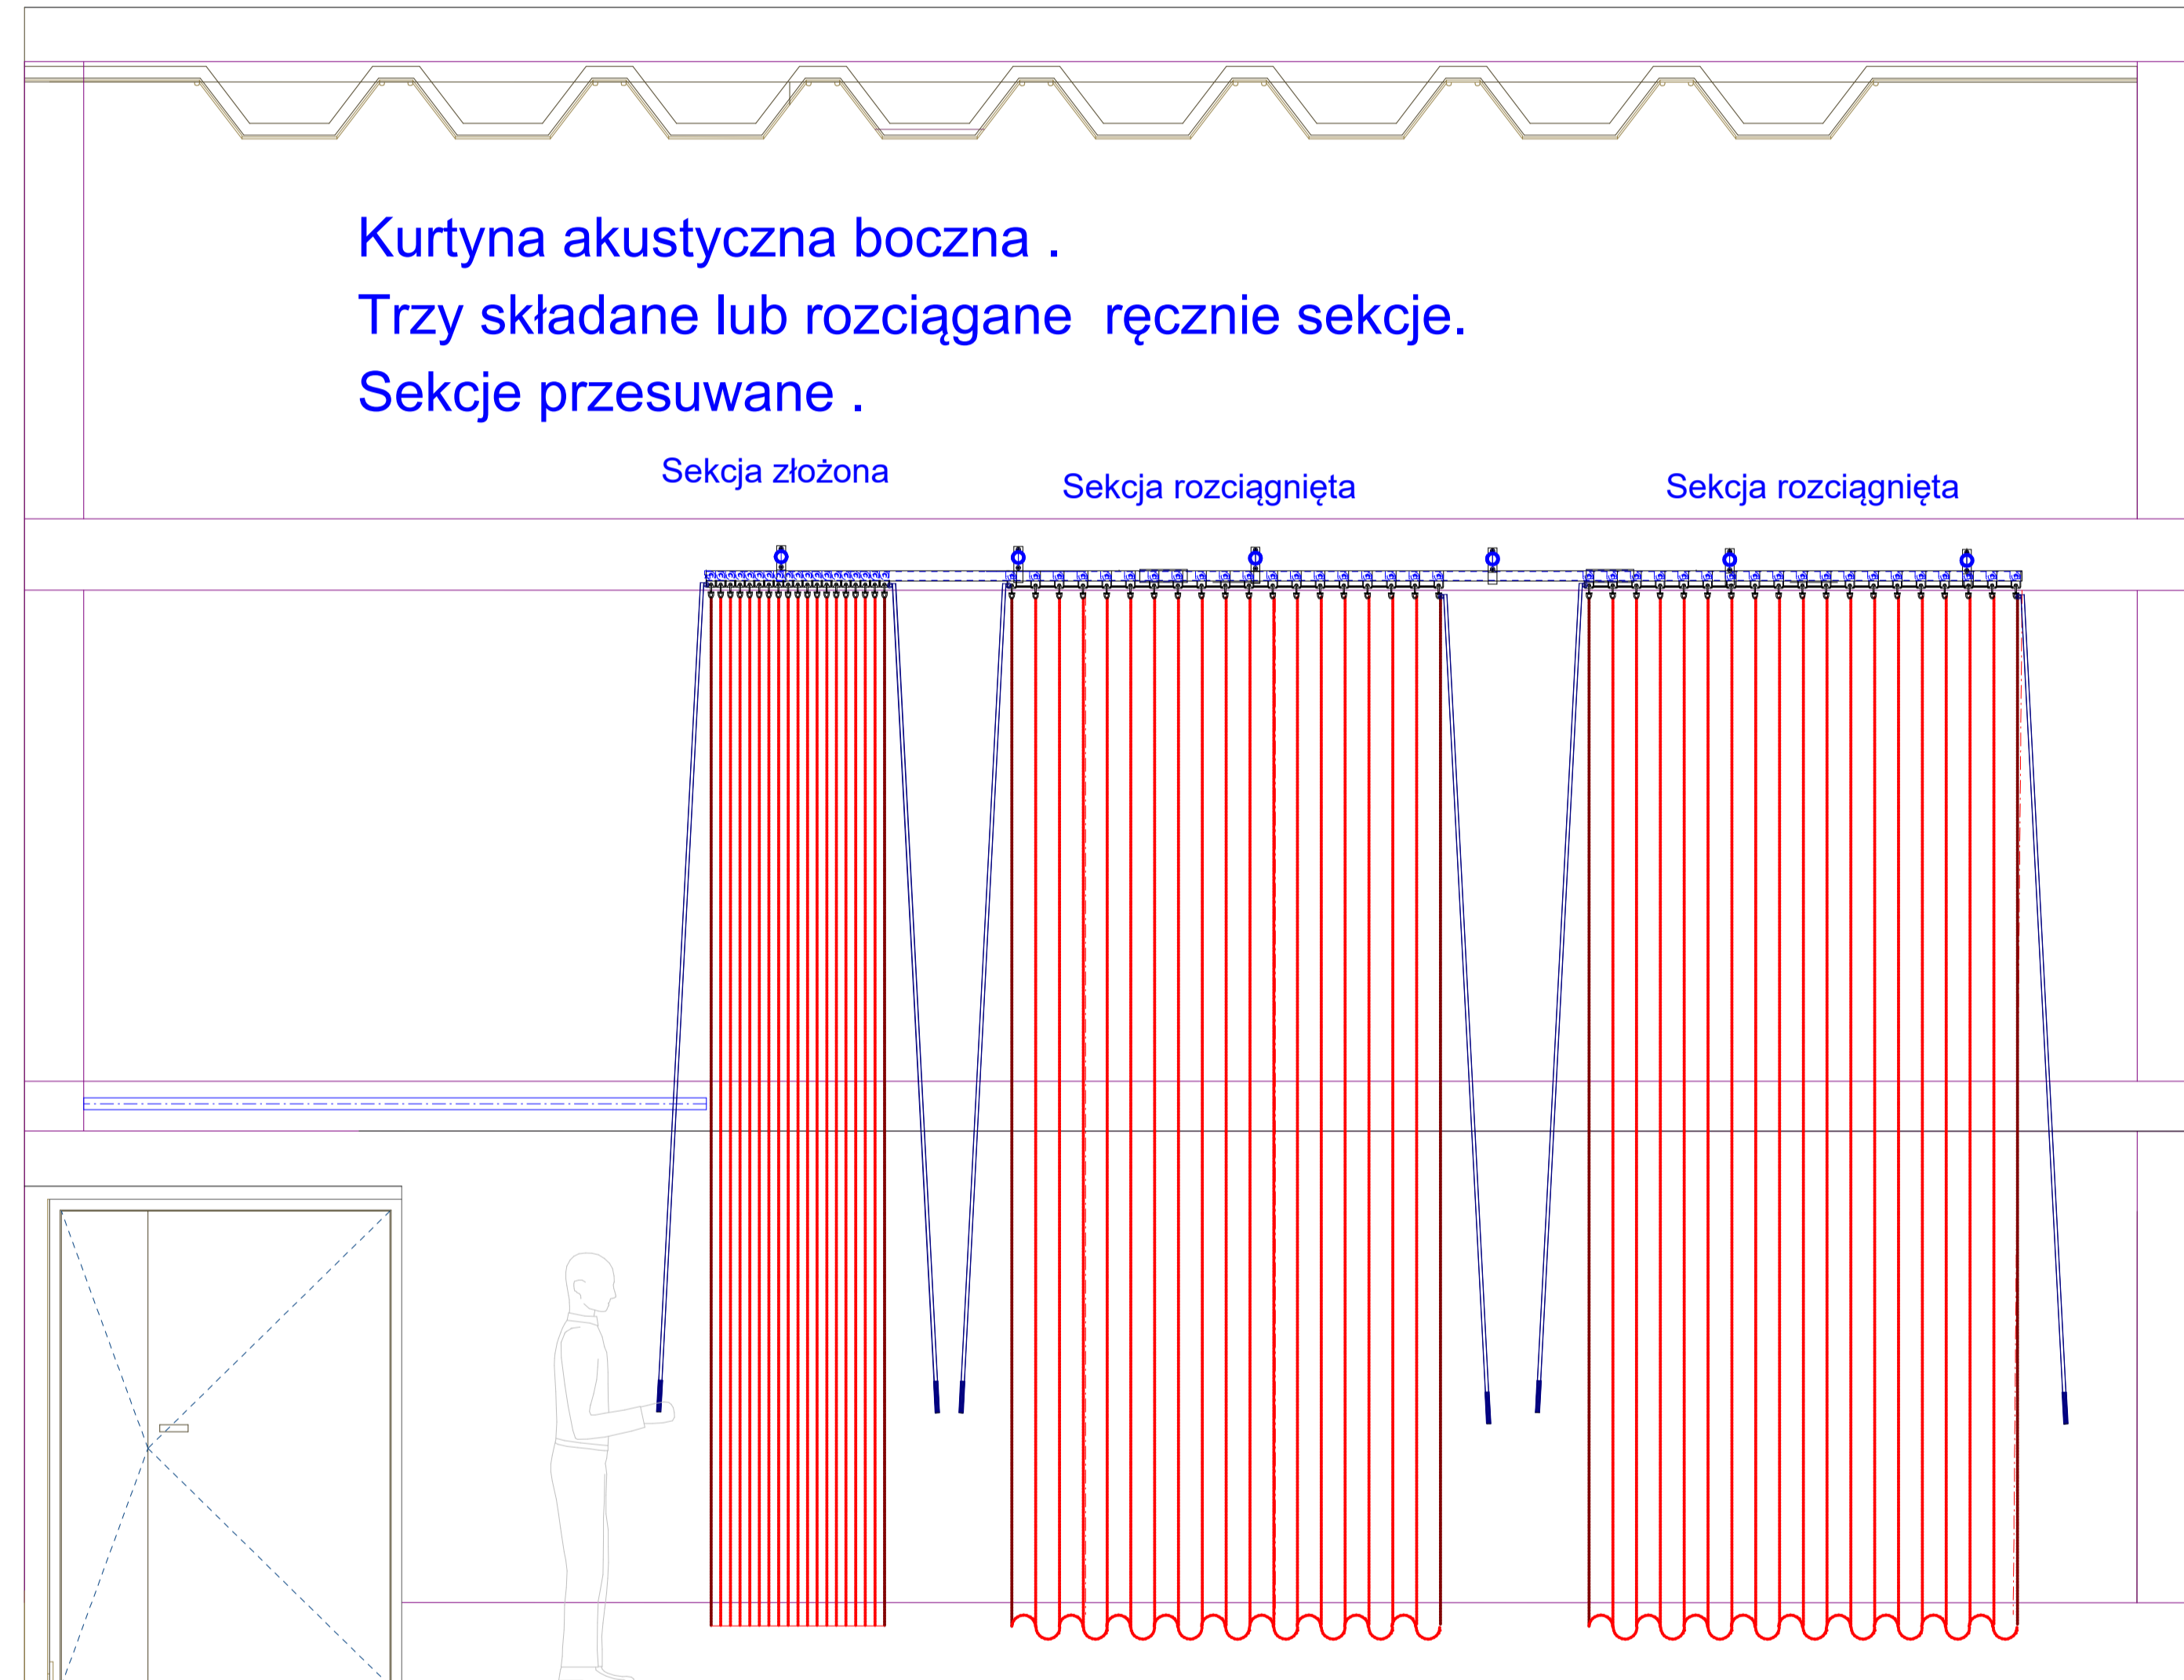 Kurtyna akustyczna boczna .
Trzy składane lub rozciągane ręcznie sekcje.
Sekcje przesuwane .
Sekcja złożona
Sekcja rozciągnięta
Sekcja rozciągnięta